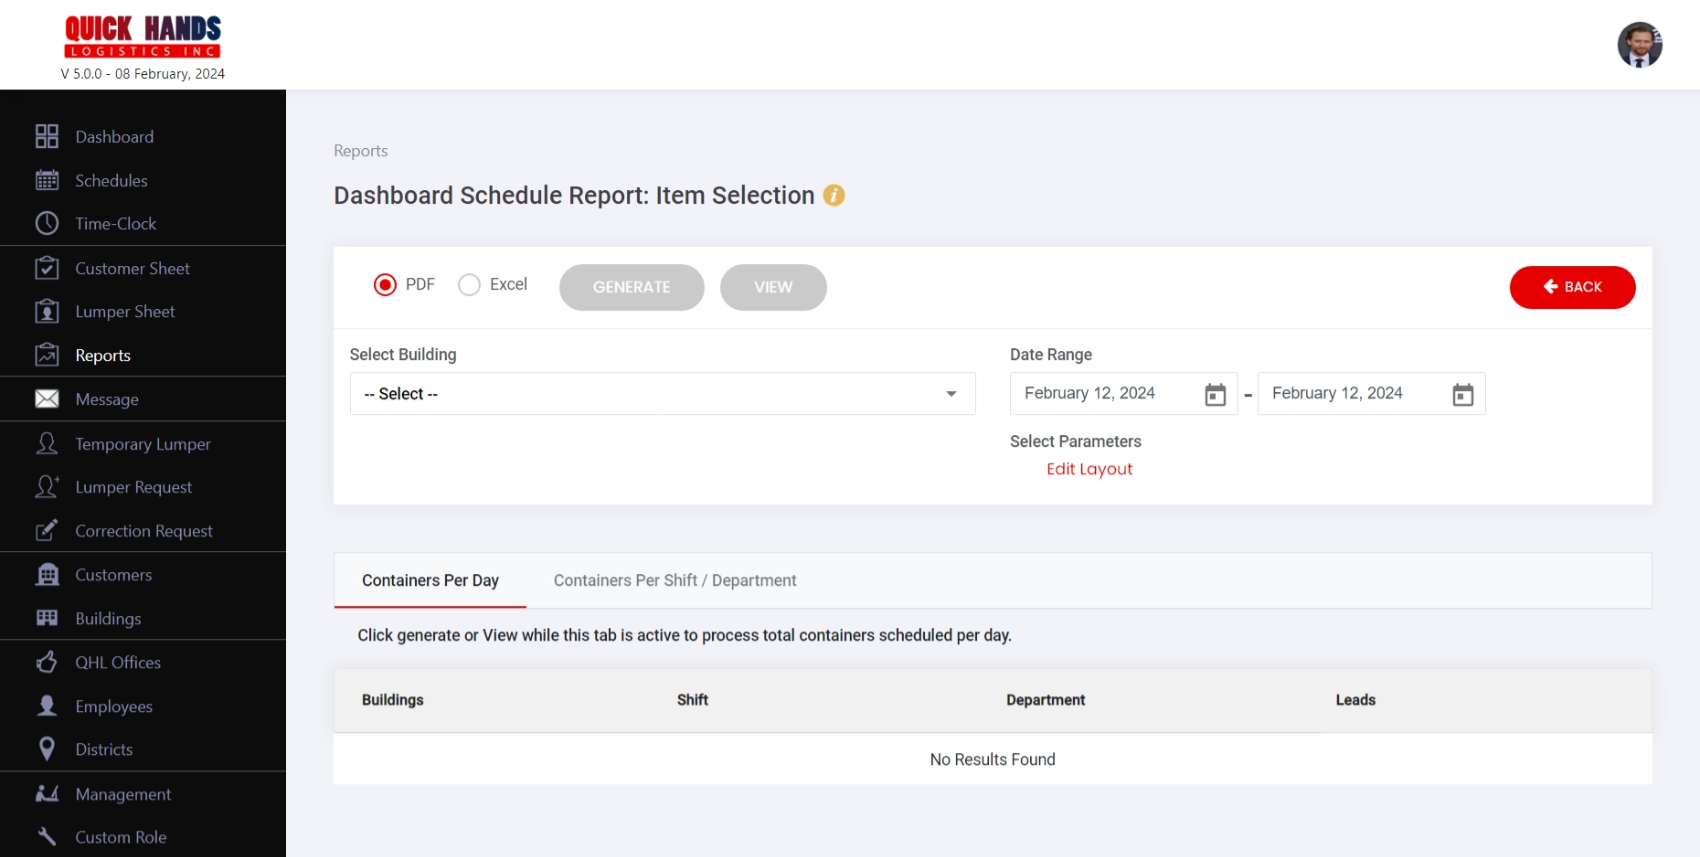 QUICK HANDS
LOGISTICS INC
V 5.0.0 - 08 February, 2024
Dashboard
Schedules
Time-Clock
Customer Sheet
Lumper Sheet
Reports
Message
Temporary Lumper
Lumper Request
Correction Request
Customers
Buildings
QHL Offices
Employees
Districts
Management
Custom Role
Reports
Dashboard Schedule Report: Item Selection i
PDF Excel GENERATE VIEW BACK
Select Building
-- Select --
Date Range
February 12, 2024 - February 12, 2024
Select Parameters
Edit Layout
Containers Per Day Containers Per Shift / Department
Click generate or View while this tab is active to process total containers scheduled per day.
Buildings Shift Department Leads
No Results Found